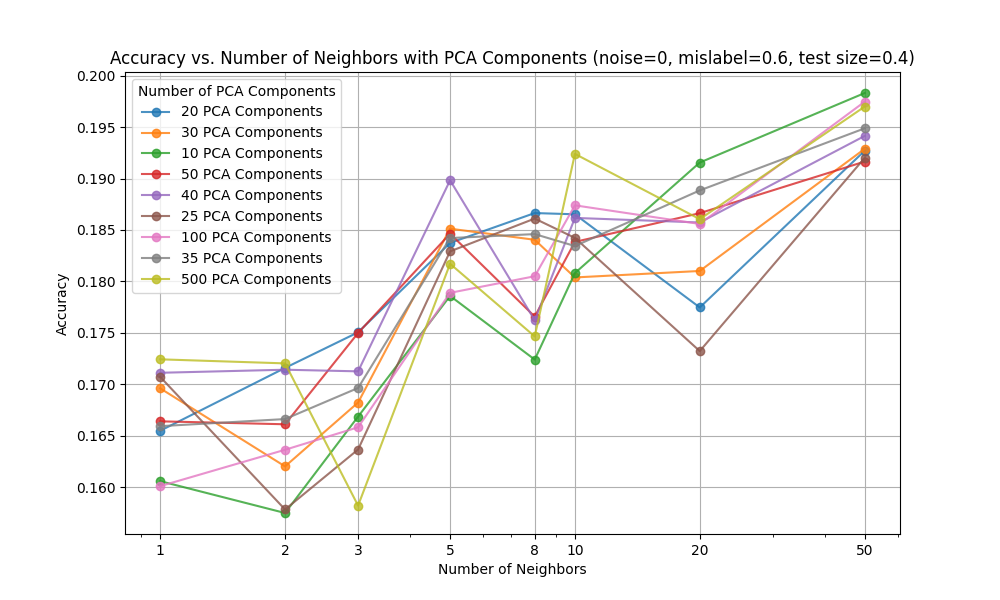 Accuracy vs. Number of Neighbors with PCA Components (noise=0, mislabel=0.6, test size=0.4)
0.200
0.195
0.190
0.185
0.180
0.175
0.170
0.165
0.160
Accuracy
Number of PCA Components
20 PCA Components
30 PCA Components
10 PCA Components
50 PCA Components
40 PCA Components
25 PCA Components
100 PCA Components
35 PCA Components
500 PCA Components
1 2 3 5 8 10 20 50
Number of Neighbors